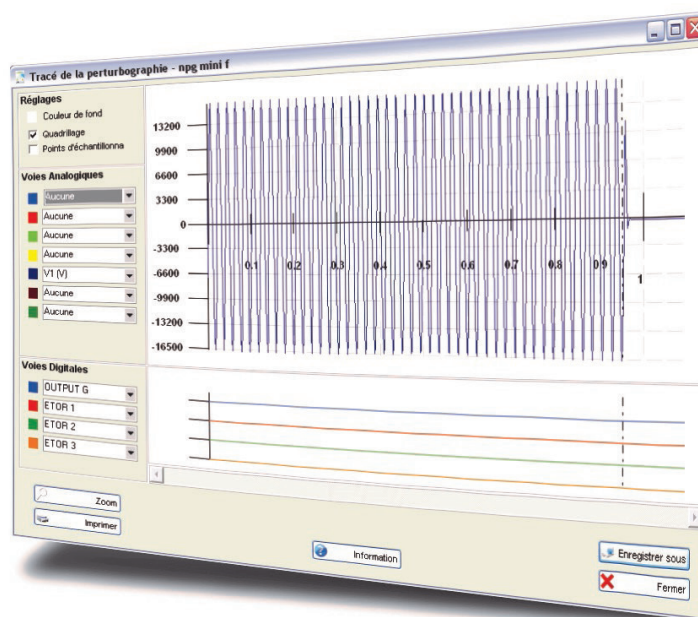 Tracé de la perturbographie - npg mini f
Réglages
Couleur de fond
Quadrillage
Points d'échantillonna
Voies Analogiques
Aucune
Aucune
Aucune
Aucune
V1 (V)
Aucune
Aucune
Voies Digitales
OUTPUT G
ETOR 1
ETOR 2
ETOR 3
13200
9900
6600
3300
0
-3300
-6600
-9900
-13200
-16500
0.1 0.2 0.3 0.4 0.5 0.6 0.7 0.8 0.9 1
Zoom
Imprimer
Information
Enregistrer sous
Fermer